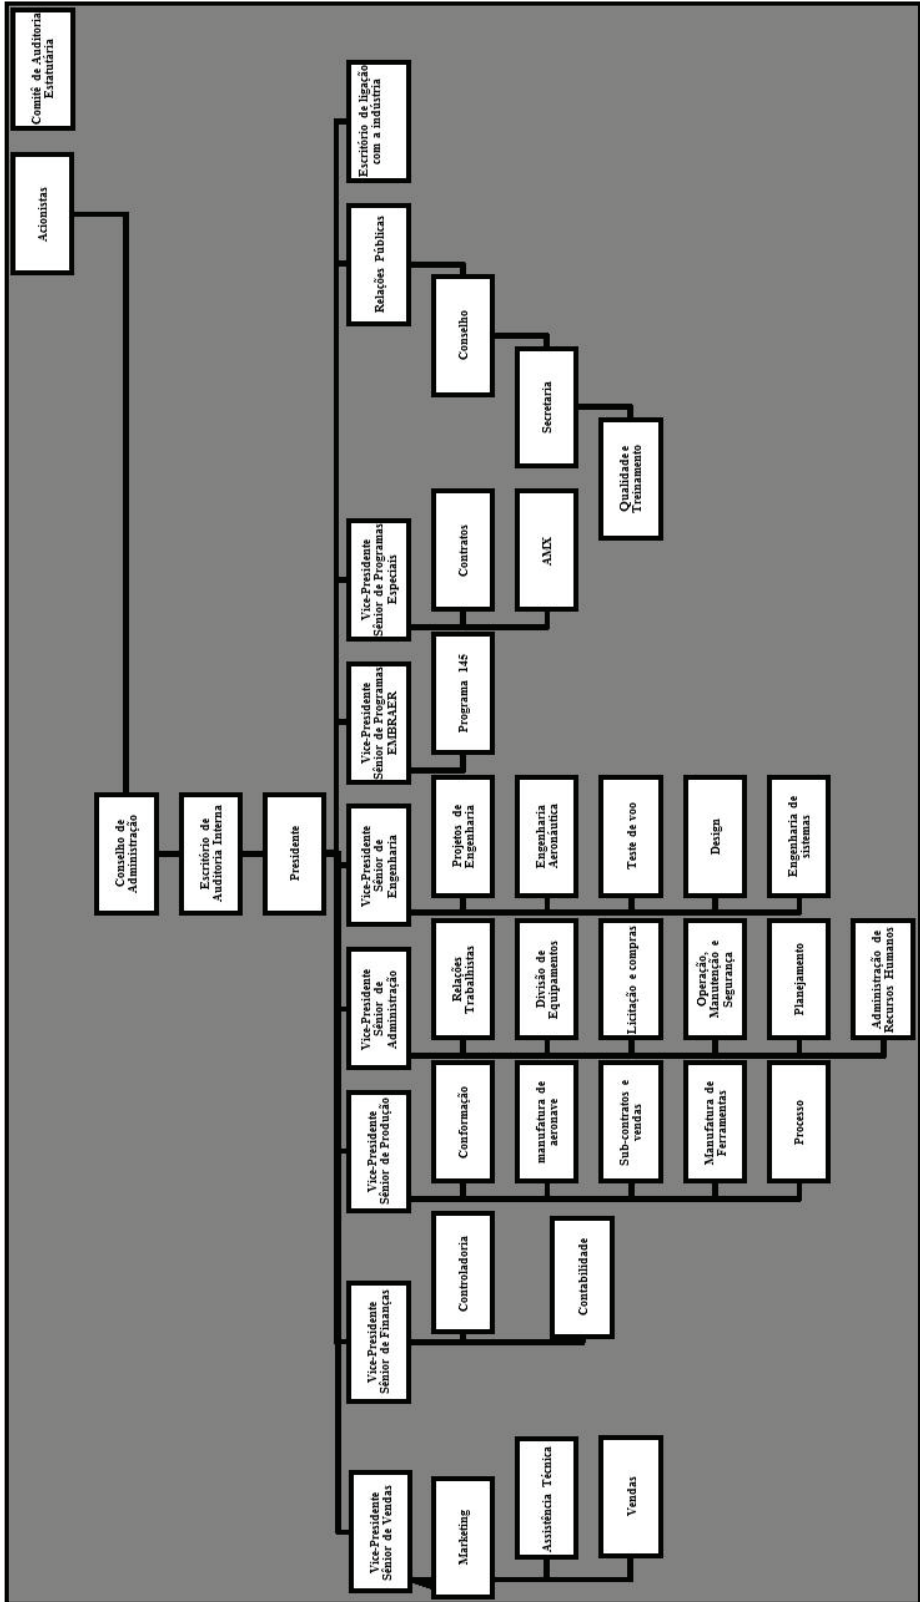 Comitê de Auditoria
Estatutária
Acionistas
Conselho de
Administração
Escritório de
Auditoria Interna
Presidente
Vice-Presidente
Sênior de Vendas
Marketing
Assistência Técnica
Vendas
Vice-Presidente
Sênior de Finanças
Controladoria
Contabilidade
Vice-Presidente
Sênior de Produção
Conformação
manufatura de
aeronave
Sub-contratos e
vendas
Manufatura de
Ferramentas
Processo
Vice-Presidente
Sênior de
Administração
Relações
Trabalhistas
Divisão de
Equipamentos
Licitação e compras
Operação,
Manutenção e
Segurança
Planejamento
Administração de
Recursos Humanos
Vice-Presidente
Sênior de
Engenharia
Projetos de
Engenharia
Engenharia
Aeronáutica
Teste de voo
Design
Engenharia de
sistemas
Vice-Presidente
Sênior de Programas
EMBRAER
Programa 145
Vice-Presidente
Sênior de Programas
Especiais
Contratos
AMX
Relações Públicas
Conselho
Secretaria
Qualidade e
Treinamento
Escritório de ligação
com a indústria